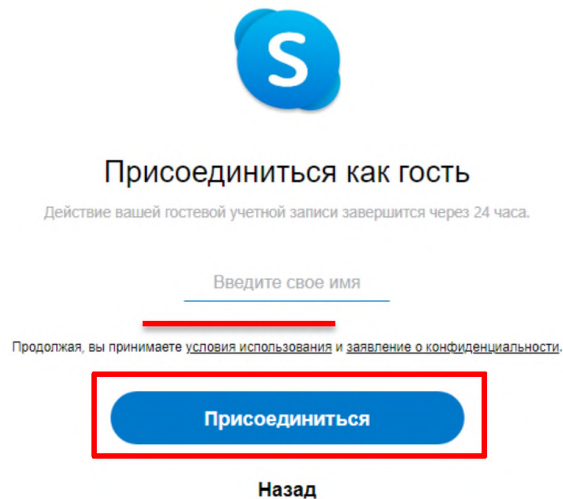 S
Присоединиться как гость
Действие вашей гостевой учетной записи завершится через 24 часа.
Введите свое имя
Продолжая, вы принимаете условия использования и заявление о конфиденциальности.
Присоединиться
Назад